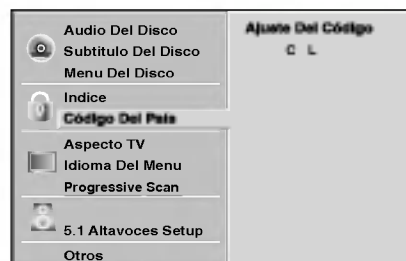 Audio Del Disco
Subtitulo Del Disco
Menu Del Disco
Indice
Código Del País
Aspecto TV
Idioma Del Menu
Progressive Scan
5.1 Altavoces Setup
Otros
Ajuste Del Código
C L